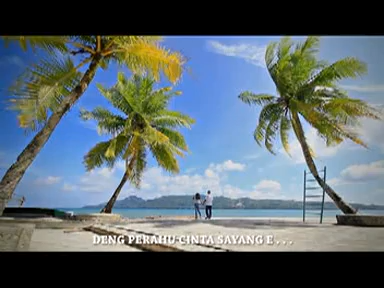 DENG PERAHU CINTA SAYANG E . . .